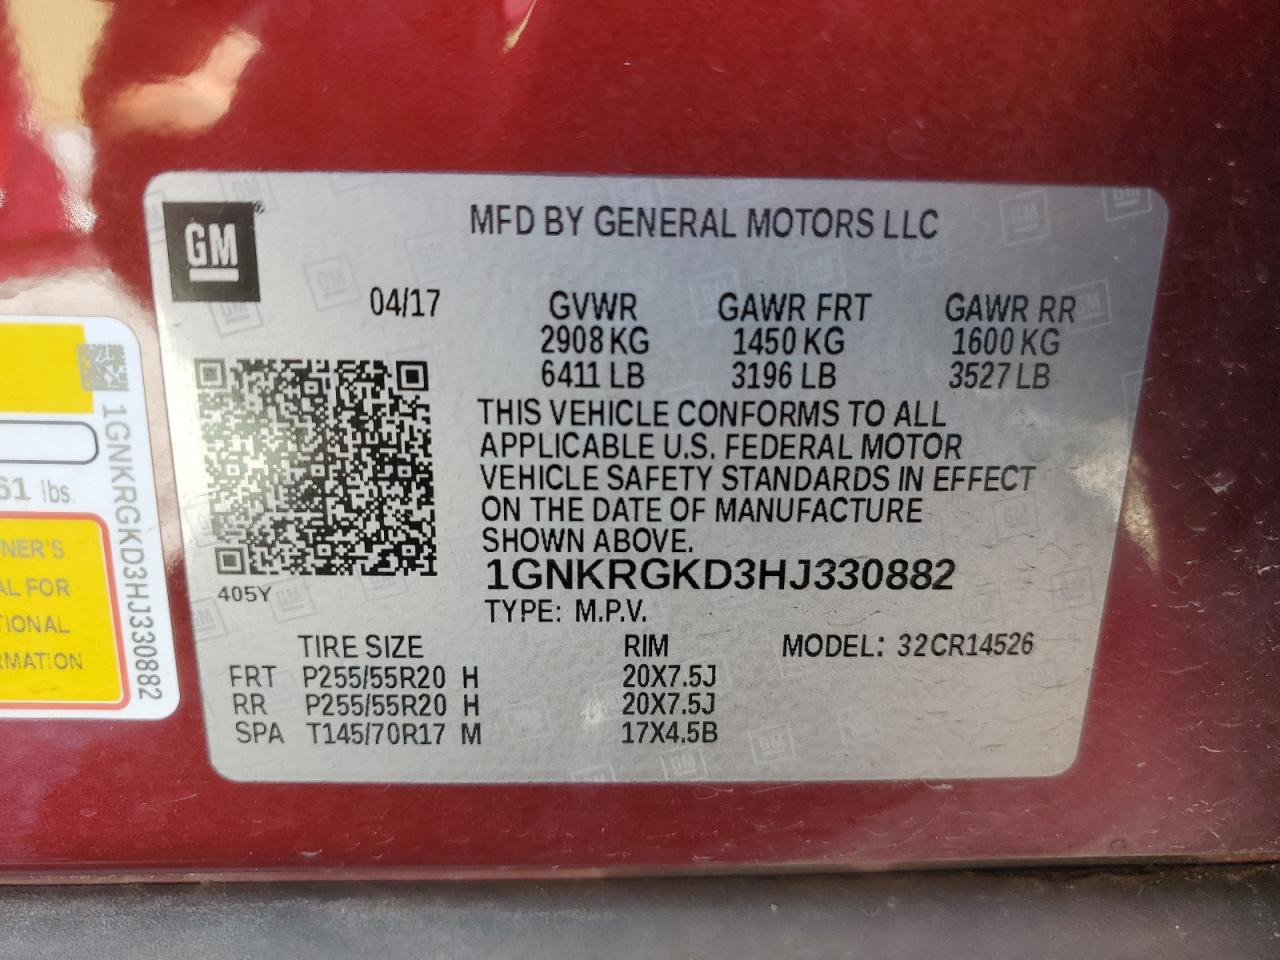 GM
MFD BY GENERAL MOTORS LLC
04/17
GVWR GAWR FRT GAWR RR
2908 KG 1450 KG 1600 KG
6411 LB 3196 LB 3527 LB
THIS VEHICLE CONFORMS TO ALL
APPLICABLE U.S. FEDERAL MOTOR
VEHICLE SAFETY STANDARDS IN EFFECT
ON THE DATE OF MANUFACTURE
SHOWN ABOVE.
1GNKRGKD3HJ330882
405Y
TYPE: M.P.V.
TIRE SIZE RIM MODEL: 32CR14526
FRT P255/55R20 H 20X7.5J
RR P255/55R20 H 20X7.5J
SPA T145/70R17 M 17X4.5B
1GNKRGKD3HJ330882
61 lbs.
NER'S
AL FOR
TIONAL
RMATION